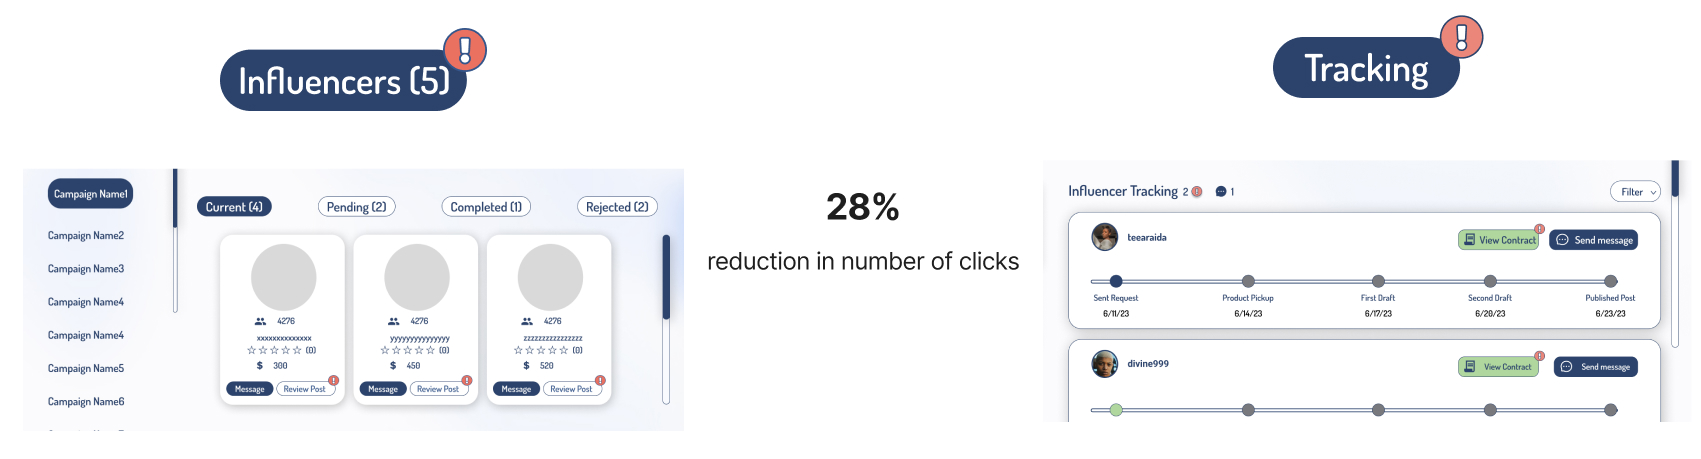 Influencers (5)
!
Tracking
!
Campaign Name1
Campaign Name2
Campaign Name3
Campaign Name4
Campaign Name4
Campaign Name5
Campaign Name6
Current (4)
Pending (2)
Completed (1)
Rejected (2)
4276
xxxxxxxxxxxxxx
(0)
$ 300
Message
Review Post
!
4276
yyyyyyyyyyyyyyy
(0)
$ 450
Message
Review Post
!
4276
zzzzzzzzzzzzzzzz
(0)
$ 520
Message
Review Post
!
28%
reduction in number of clicks
Influencer Tracking 2 ! 1
Filter
teearaida
View Contract
!
Send message
Sent Request
Product Pickup
First Draft
Second Draft
Published Post
6/11/23
6/14/23
6/17/23
6/20/23
6/23/23
divine999
View Contract
!
Send message